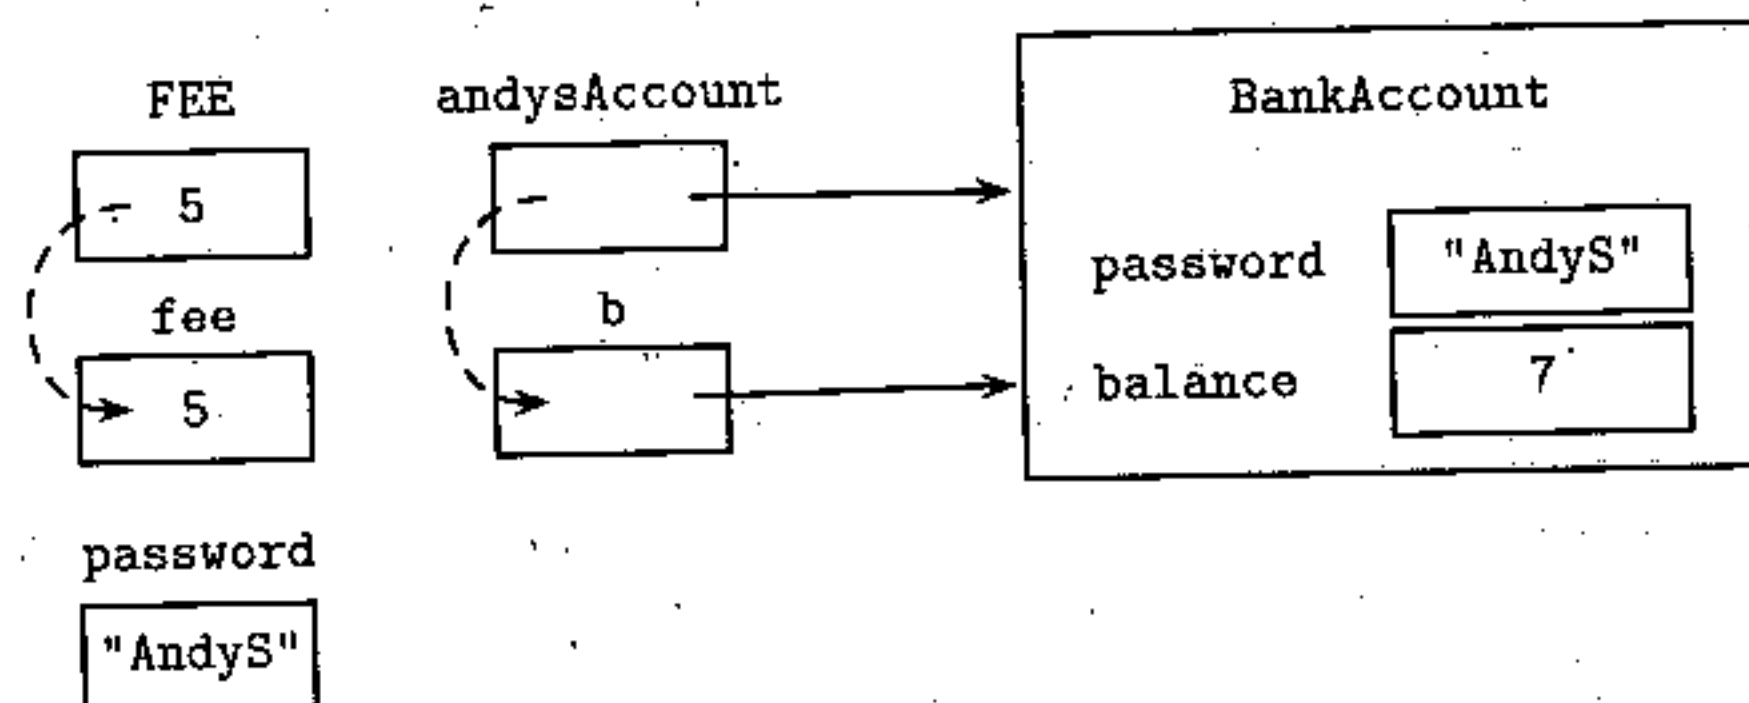 FEE
andysAccount
BankAccount
5
password
"AndyS"
fee
b
balance
7
5
password
"AndyS"